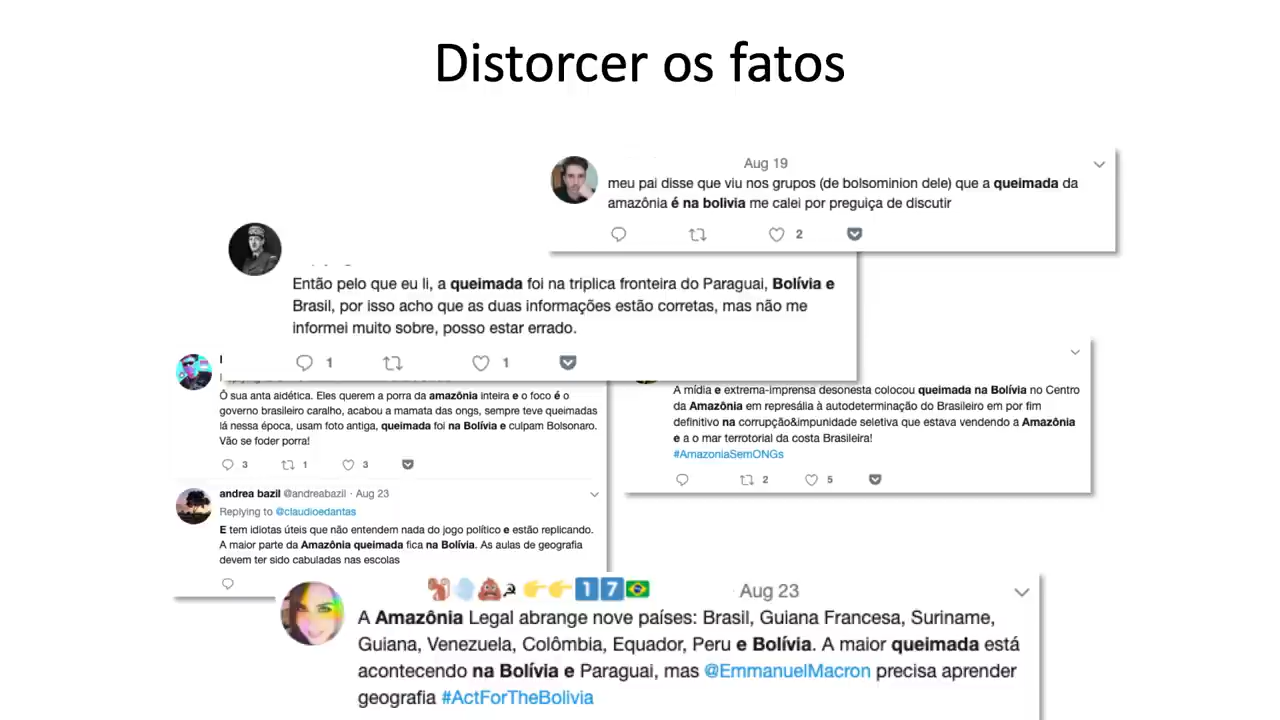 Distorcer os fatos
Aug 19
meu pai disse que viu nos grupos (de bolsominion dele) que a queimada da
amazônia é na bolivia me calei por preguiça de discutir
2
Então pelo que eu li, a queimada foi na triplica fronteira do Paraguai, Bolívia e
Brasil, por isso acho que as duas informações estão corretas, mas não me
informei muito sobre, posso estar errado.
1 1
Ô sua anta aidética. Eles querem a porra da amazônia inteira e o foco é o
governo brasileiro caralho, acabou a mamata das ongs, sempre teve queimadas
lá nessa época, usam foto antiga, queimada foi na Bolívia e culpam Bolsonaro.
Vão se foder porra!
3 1 3
A mídia e extrema-imprensa desonesta colocou queimada na Bolívia no Centro
da Amazônia em represália à autodeterminação do Brasileiro em por fim
definitivo na corrupção&impunidade seletiva que estava vendendo a Amazônia
e a o mar terrotorial da costa Brasileira!
#AmazoniaSemONGs
2 5
andrea bazil @andreabazil · Aug 23
Replying to @claudioedantas
E tem idiotas úteis que não entendem nada do jogo político e estão replicando.
A maior parte da Amazônia queimada fica na Bolívia. As aulas de geografia
devem ter sido cabuladas nas escolas
17 Aug 23
A Amazônia Legal abrange nove países: Brasil, Guiana Francesa, Suriname,
Guiana, Venezuela, Colômbia, Equador, Peru e Bolívia. A maior queimada está
acontecendo na Bolívia e Paraguai, mas @EmmanuelMacron precisa aprender
geografia #ActForTheBolivia